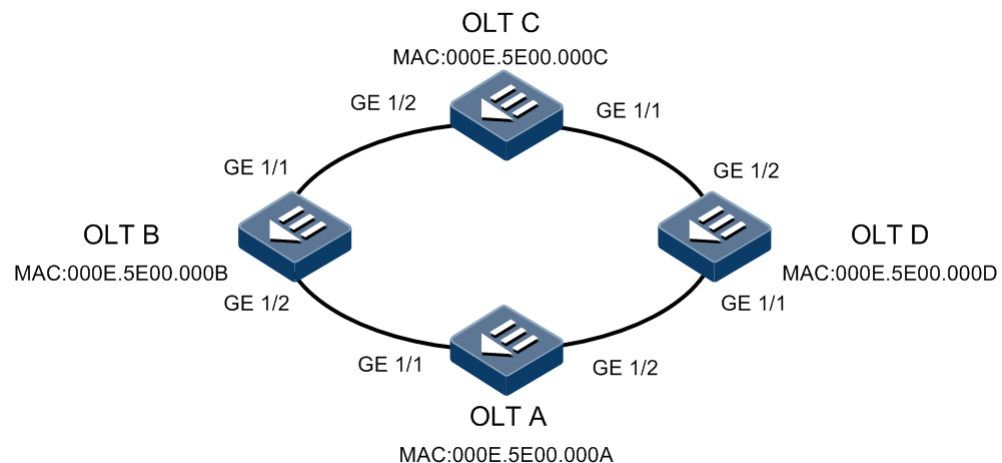 OLT C
MAC:000E.5E00.000C
GE 1/2
GE 1/1
GE 1/1
GE 1/2
OLT B
OLT D
MAC:000E.5E00.000B
MAC:000E.5E00.000D
GE 1/2
GE 1/1
GE 1/1
GE 1/2
OLT A
MAC:000E.5E00.000A